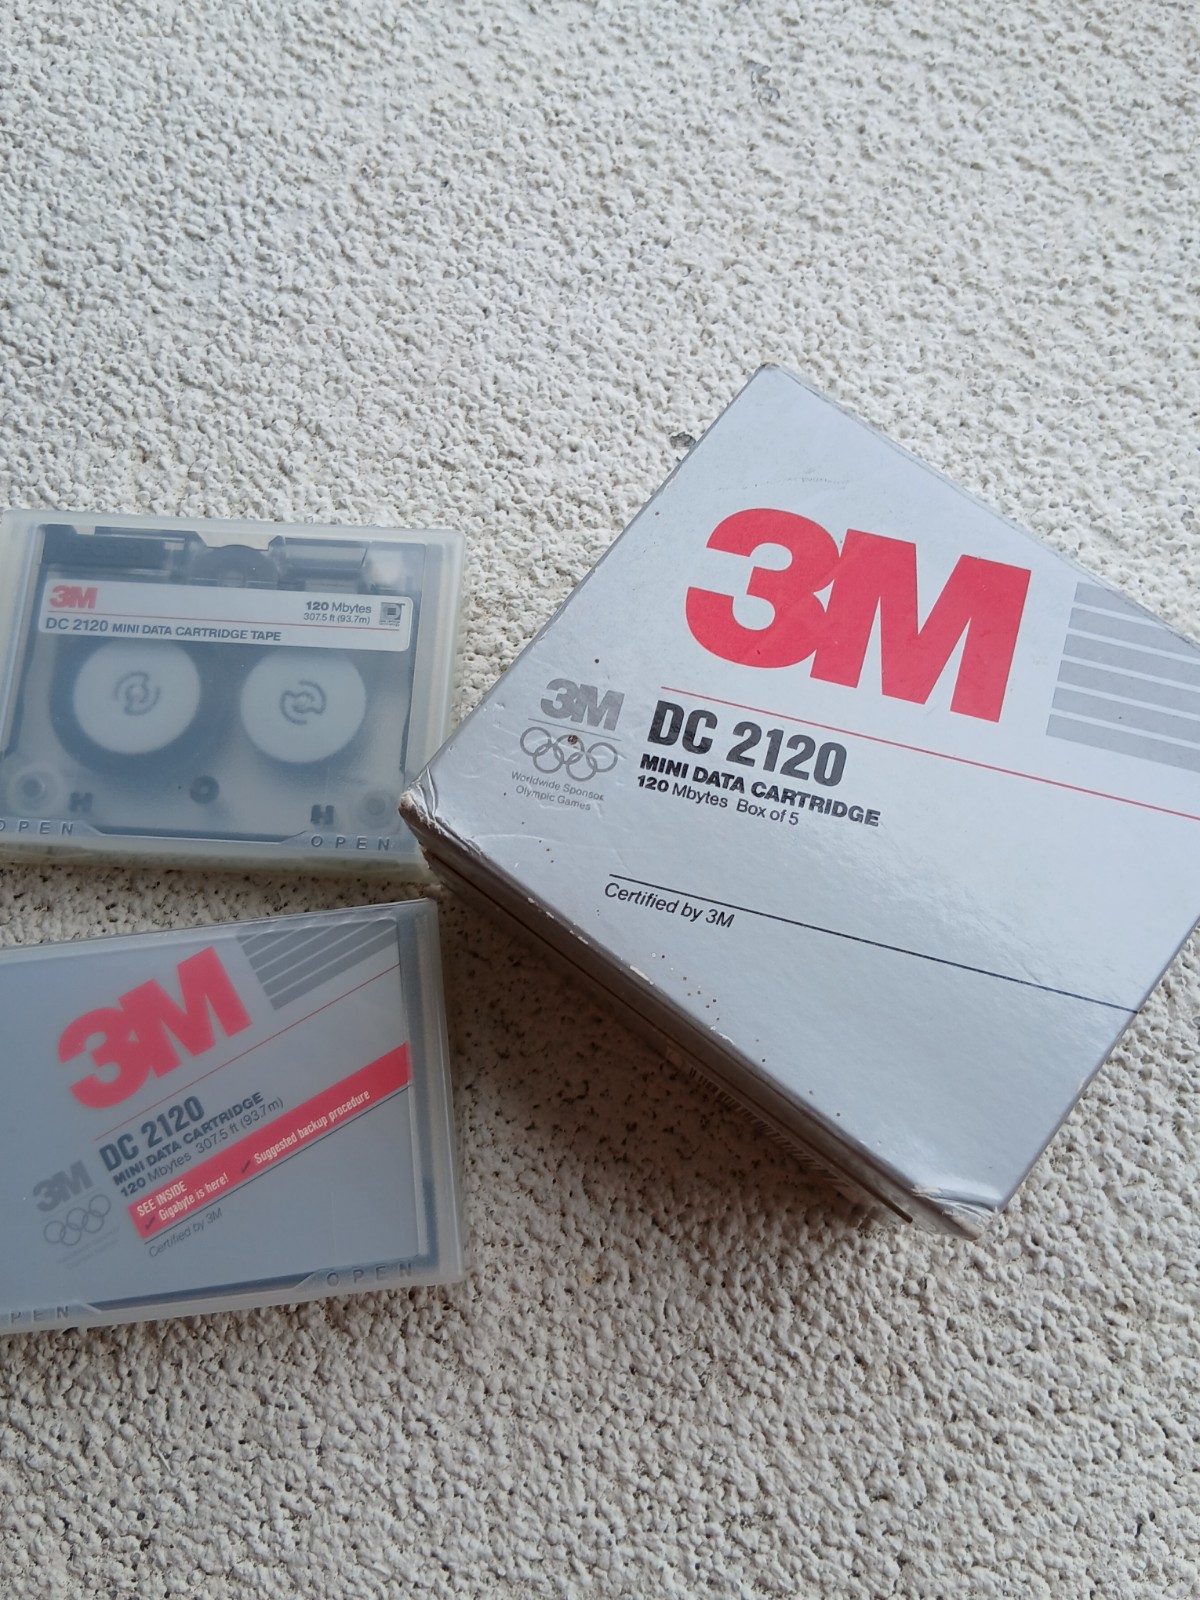 3M
120 Mbytes
307.5 ft (93.7m)
DC 2120 MINI DATA CARTRIDGE TAPE
OPEN
OPEN
3M
3M
DC 2120
MINI DATA CARTRIDGE
120 Mbytes Box of 5
Worldwide Sponsor
Olympic Games
Certified by 3M
3M
DC 2120
MINI DATA CARTRIDGE
120 Mbytes 307.5 ft (93.7m)
3M
SEE INSIDE
✓ Gigabyte is here! ✓ Suggested backup procedure
Certified by 3M
OPEN
PEN